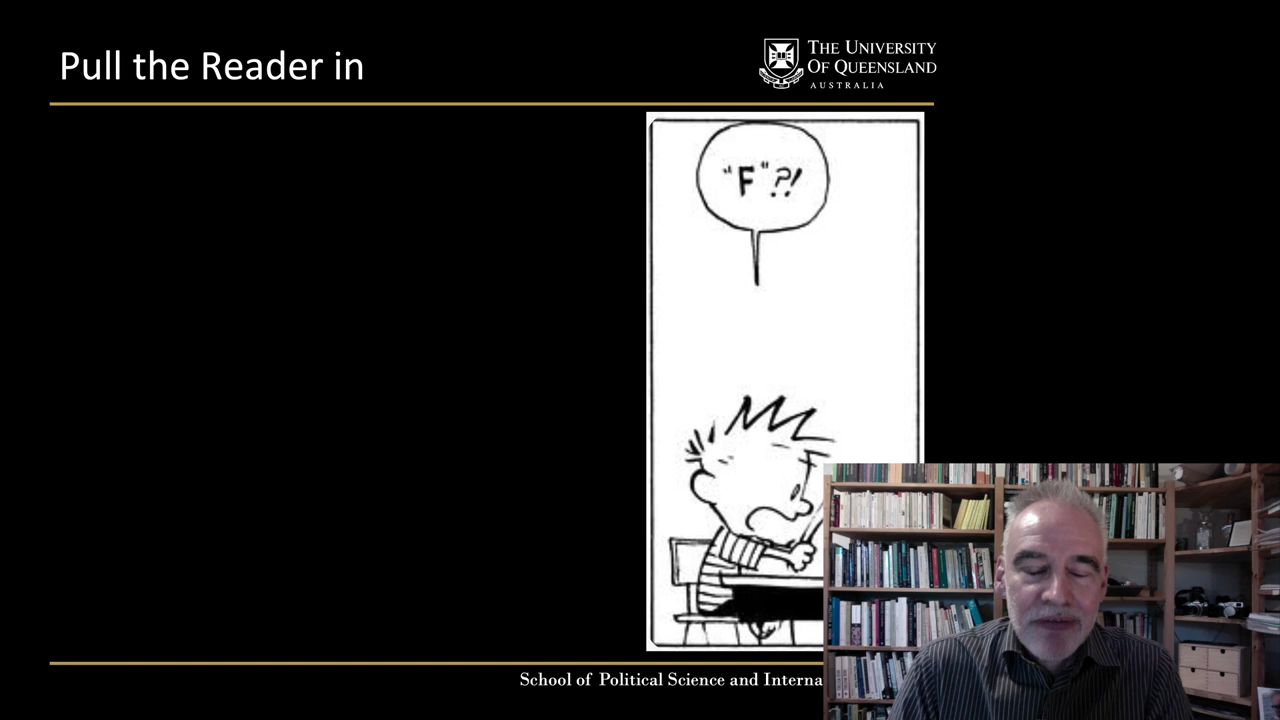 Pull the Reader in
THE UNIVERSITY
OF QUEENSLAND
AUSTRALIA
"F"?!
School of Political Science and Interna